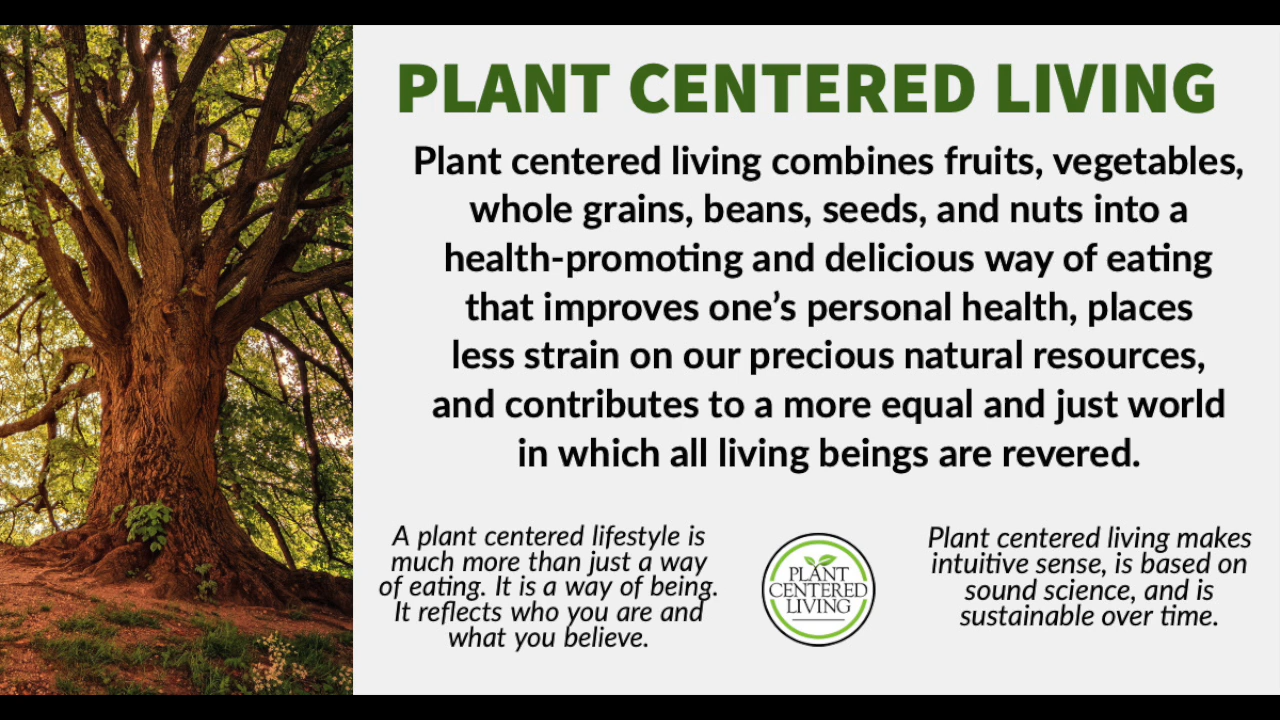 PLANT CENTERED LIVING
Plant centered living combines fruits, vegetables,
whole grains, beans, seeds, and nuts into a
health-promoting and delicious way of eating
that improves one’s personal health, places
less strain on our precious natural resources,
and contributes to a more equal and just world
in which all living beings are revered.
A plant centered lifestyle is
much more than just a way
of eating. It is a way of being.
It reflects who you are and
what you believe.
PLANT
CENTERED
LIVING
Plant centered living makes
intuitive sense, is based on
sound science, and is
sustainable over time.